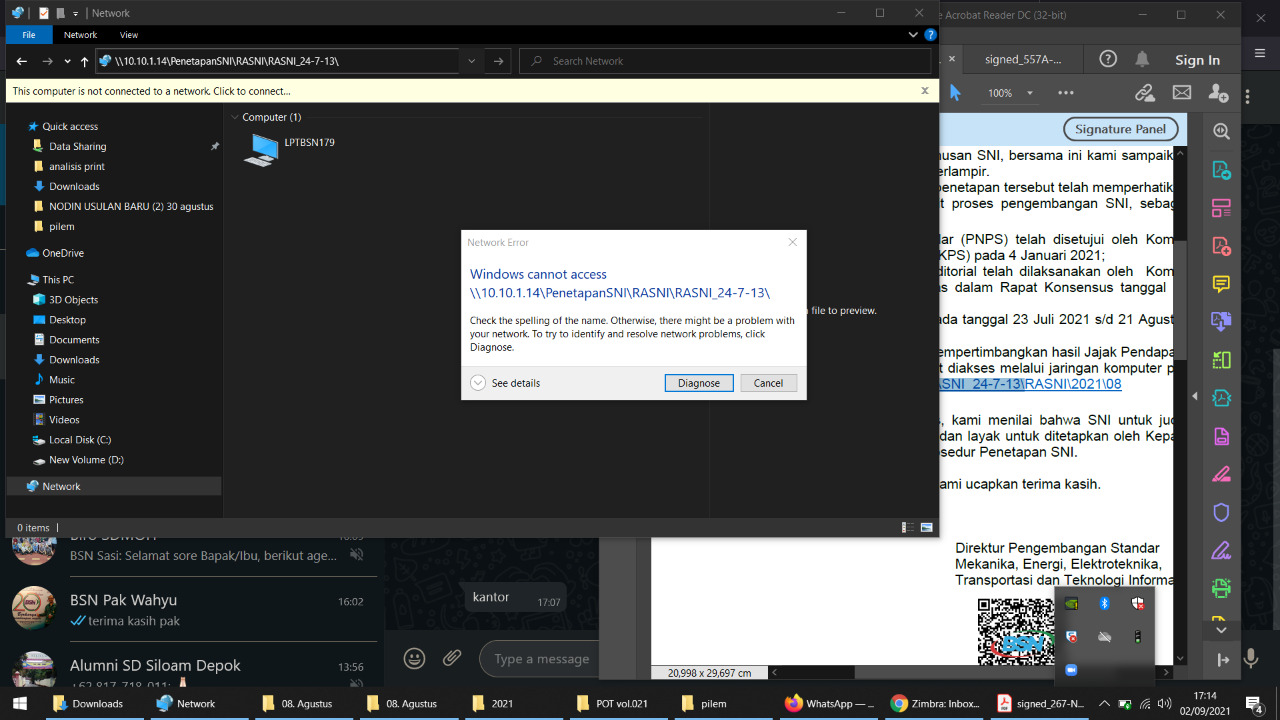 Network
File
Network
View
\\10.10.1.14\PenetapanSNI\RASNI\RASNI_24-7-13\
Search Network
This computer is not connected to a network. Click to connect...
Quick access
Data Sharing
analisis print
Downloads
NODIN USULAN BARU (2) 30 agustus
pilem
OneDrive
This PC
3D Objects
Desktop
Documents
Downloads
Music
Pictures
Videos
Local Disk (C:)
New Volume (D:)
Network
0 items
Computer (1)
LPTBSN179
file to preview.
Network Error
Windows cannot access
\\10.10.1.14\PenetapanSNI\RASNI\RASNI_24-7-13\
Check the spelling of the name. Otherwise, there might be a problem with
your network. To try to identify and resolve network problems, click
Diagnose.
See details
Diagnose
Cancel
Acrobat Reader DC (32-bit)
signed_557A-...
Sign In
100%
Signature Panel
nusan SNI, bersama ini kami sampaik
erlampir.
penetapan tersebut telah memperhatik
t proses pengembangan SNI, sebag
ar (PNPS) telah disetujui oleh Kom
KPS) pada 4 Januari 2021;
ditorial telah dilaksanakan oleh Kom
s dalam Rapat Konsensus tanggal
ada tanggal 23 Juli 2021 s/d 21 Agust
empertimbangkan hasil Jajak Pendapa
t diakses melalui jaringan komputer p
ASNI_24-7-13\RASNI\2021\08
s, kami menilai bahwa SNI untuk juc
dan layak untuk ditetapkan oleh Kepa
sedur Penetapan SNI.
ami ucapkan terima kasih.
Direktur Pengembangan Standar
Mekanika, Energi, Elektroteknika,
Transportasi dan Teknologi Informa
BSN
20,998 x 29,697 cm
Biro SDMOH
16:09
BSN Sasi: Selamat sore Bapak/Ibu, berikut age...
BSN Pak Wahyu
16:02
terima kasih pak
Alumni SD Siloam Depok
13:56
+62 817-718-011:
kantor
17:07
Type a message
Downloads
Network
08. Agustus
08. Agustus
2021
POT vol.021
pilem
WhatsApp — ...
Zimbra: Inbox...
signed_267-N...
17:14
02/09/2021
4